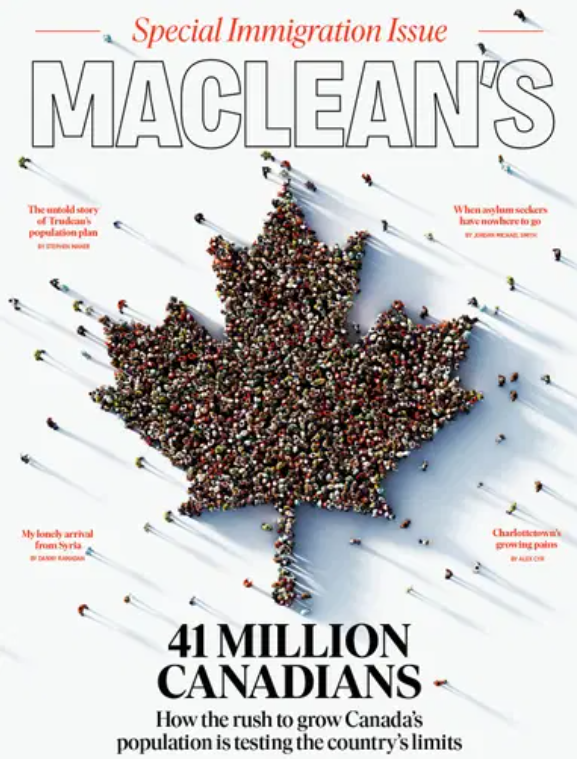 Special Immigration Issue
MACLEAN'S
The untold story
of Trudeau's
population plan
BY STEPHEN MAHER
When asylum seekers
have nowhere to go
BY JORDAN MICHAEL SMITH
My lonely arrival
from Syria
BY DANNY RAMADAN
Charlottetown's
growing pains
BY ALEX CYR
41 MILLION
CANADIANS
How the rush to grow Canada's
population is testing the country's limits